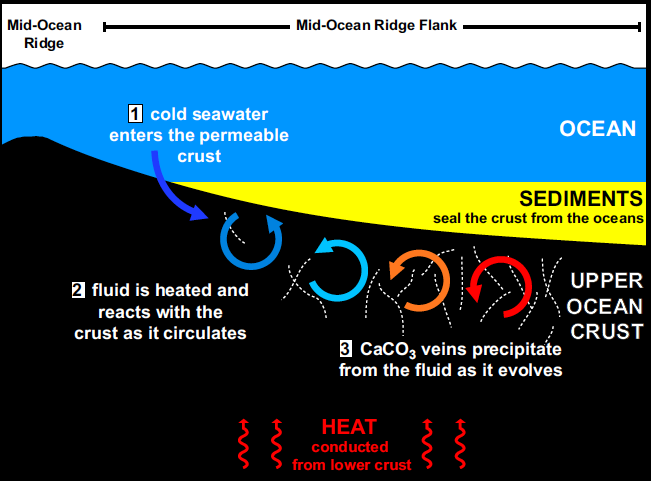 Mid-Ocean
Ridge
Mid-Ocean Ridge Flank
1 cold seawater
enters the permeable
crust
OCEAN
SEDIMENTS
seal the crust from the oceans
2 fluid is heated and
reacts with the
crust as it circulates
UPPER
OCEAN
CRUST
3 CaCO₃ veins precipitate
from the fluid as it evolves
HEAT
conducted
from lower crust